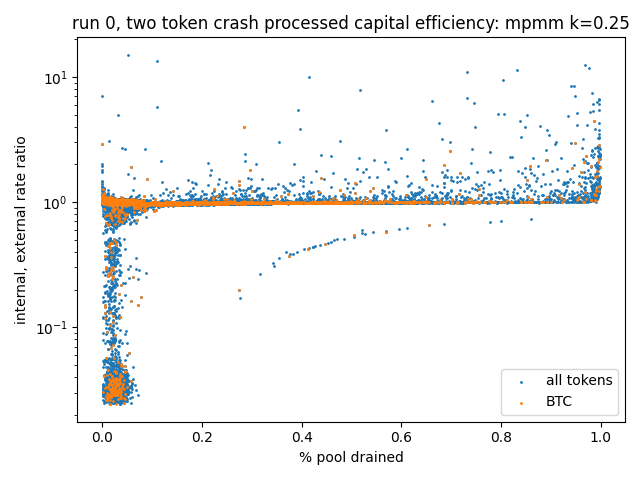 run 0, two token crash processed capital efficiency: mpmm k=0.25
internal, external rate ratio
10¹
10⁰
10⁻¹
0.0 0.2 0.4 0.6 0.8 1.0
% pool drained
all tokens
BTC